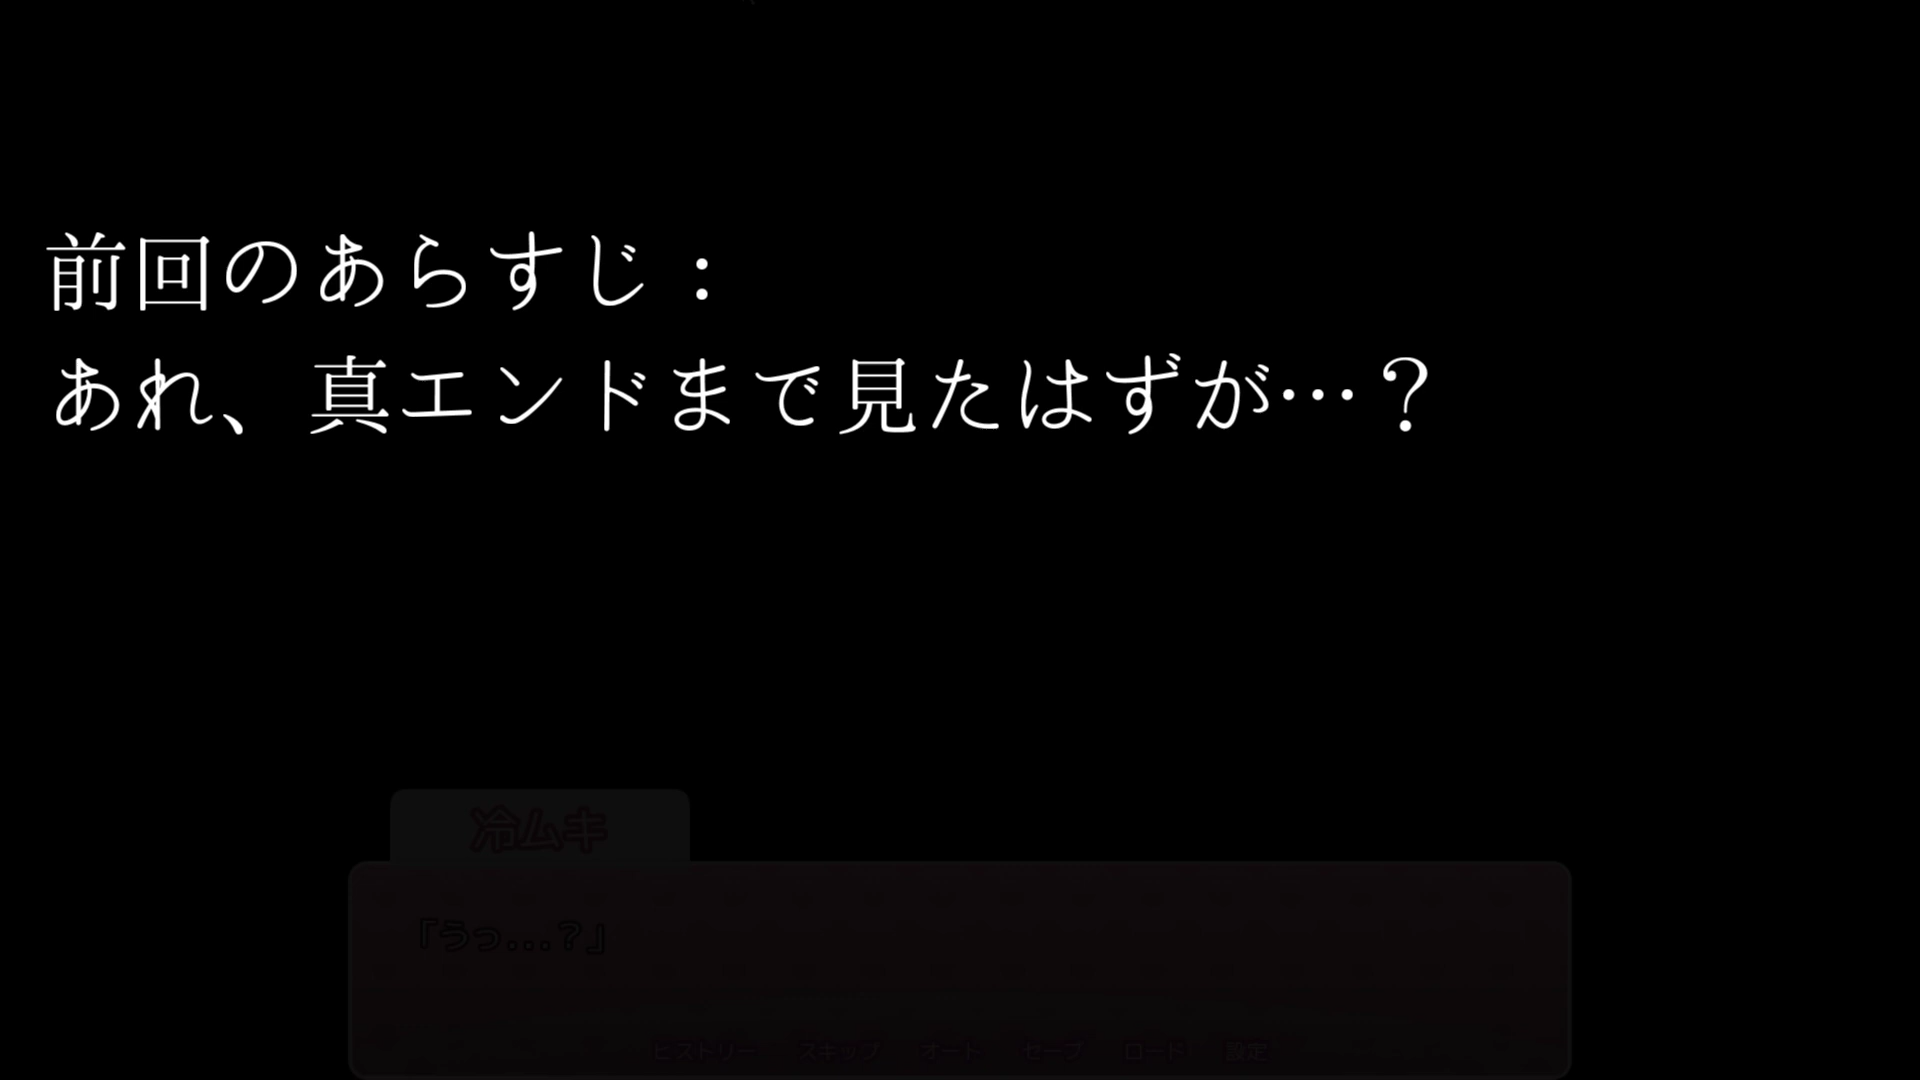 前回のあらすじ：
あれ、真エンドまで見たはずが…？
冷ムキ
『うっ...？』
ヒストリー スキップ オート セーブ ロード 設定